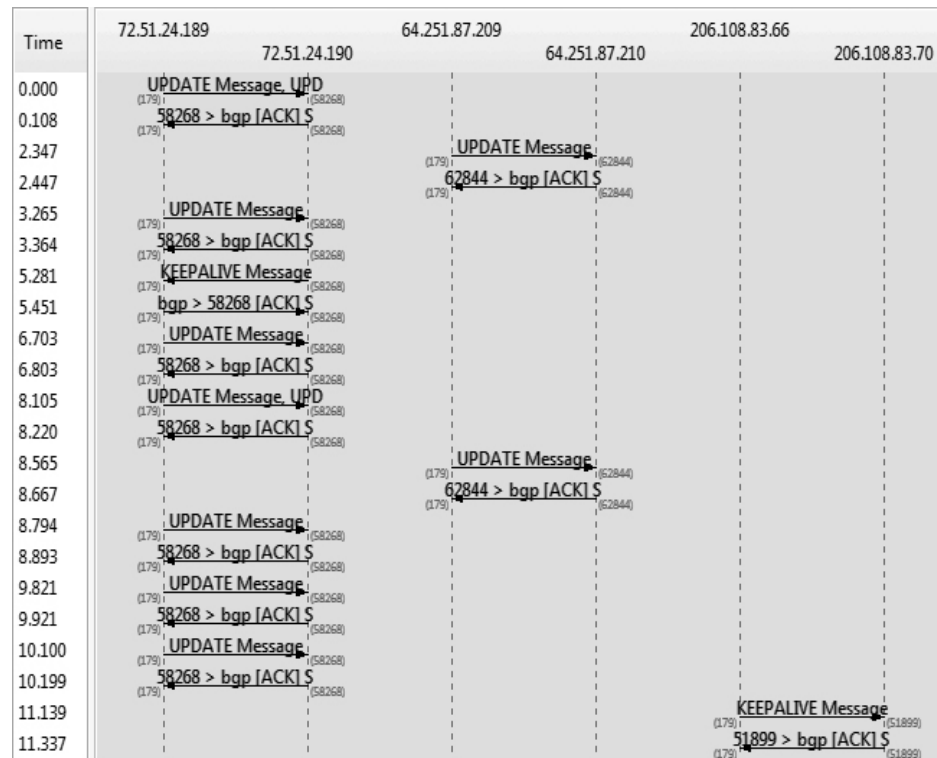 Time
72.51.24.189 64.251.87.209 206.108.83.66
72.51.24.190 64.251.87.210 206.108.83.70
0.000 UPDATE Message, UPD
(179) (58268)
0.108 58268 > bgp [ACK] S
(179) (58268)
2.347 UPDATE Message
(179) (62844)
2.447 62844 > bgp [ACK] S
(179) (62844)
3.265 UPDATE Message
(179) (58268)
3.364 58268 > bgp [ACK] S
(179) (58268)
5.281 KEEPALIVE Message
(179) (58268)
5.451 bgp > 58268 [ACK] S
(179) (58268)
6.703 UPDATE Message
(179) (58268)
6.803 58268 > bgp [ACK] S
(179) (58268)
8.105 UPDATE Message, UPD
(179) (58268)
8.220 58268 > bgp [ACK] S
(179) (58268)
8.565 UPDATE Message
(179) (62844)
8.667 62844 > bgp [ACK] S
(179) (62844)
8.794 UPDATE Message
(179) (58268)
8.893 58268 > bgp [ACK] S
(179) (58268)
9.821 UPDATE Message
(179) (58268)
9.921 58268 > bgp [ACK] S
(179) (58268)
10.100 UPDATE Message
(179) (58268)
10.199 58268 > bgp [ACK] S
(179) (58268)
11.139 KEEPALIVE Message
(179) (51899)
11.337 51899 > bgp [ACK] S
(179) (51899)